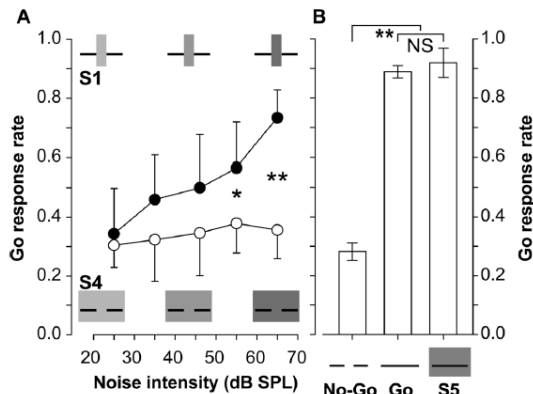 A
B
1.0
0.8
0.6
0.4
0.2
0.0
Go response rate
S1
S4
*
**
20 30 40 50 60 70
Noise intensity (dB SPL)
**
NS
1.0
0.8
0.6
0.4
0.2
0.0
Go response rate
No-Go Go S5